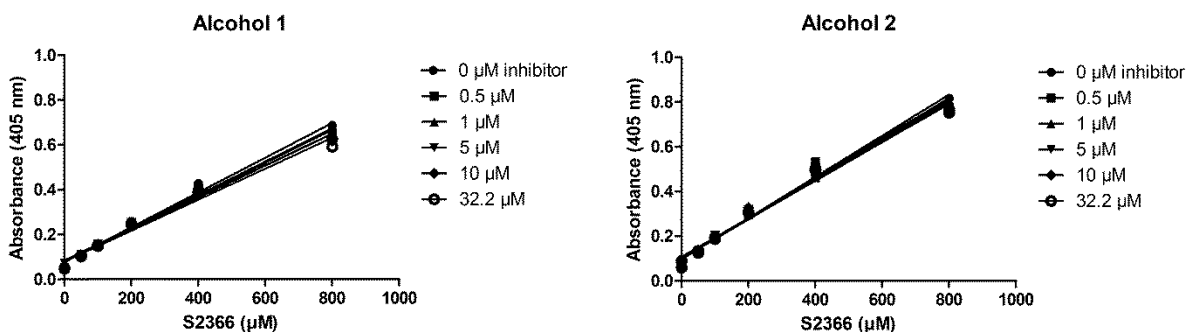 Alcohol 1
Absorbance (405 nm)
1.0
0.8
0.6
0.4
0.2
0.0
0 200 400 600 800 1000
S2366 (µM)
0 µM inhibitor
0.5 µM
1 µM
5 µM
10 µM
32.2 µM
Alcohol 2
Absorbance (405 nm)
1.0
0.8
0.6
0.4
0.2
0.0
0 200 400 600 800 1000
S2366 (µM)
0 µM inhibitor
0.5 µM
1 µM
5 µM
10 µM
32.2 µM